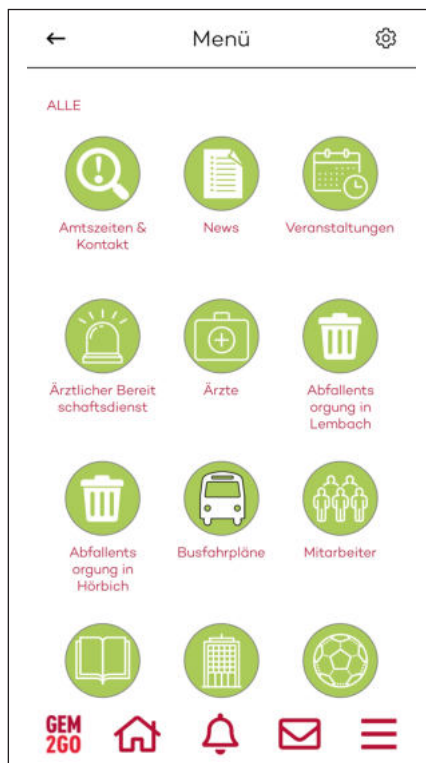 Menü
ALLE
Amtszeiten &
Kontakt
News
Veranstaltungen
Ärztlicher Bereit
schaftsdienst
Ärzte
Abfallents
orgung in
Lembach
Abfallents
orgung in
Hörbich
Busfahrpläne
Mitarbeiter
GEM
2GO